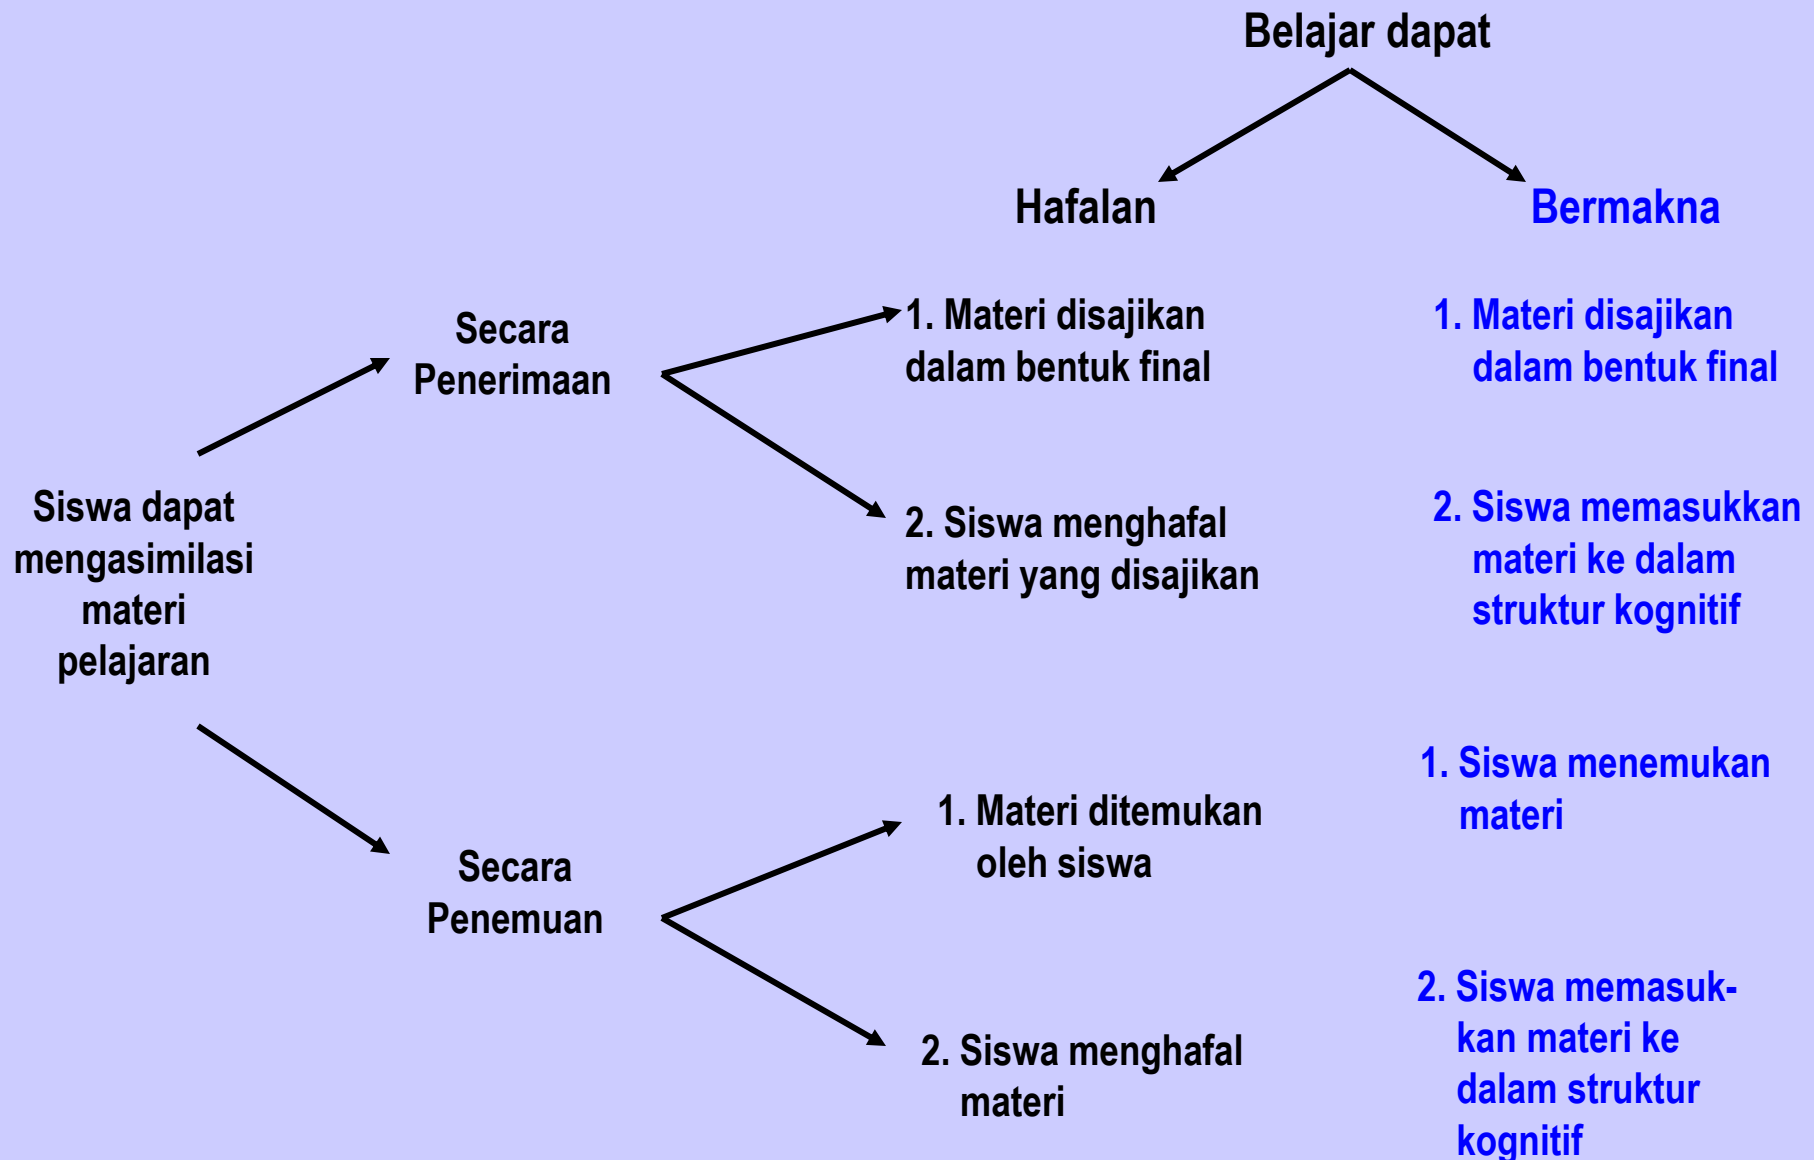 Belajar dapat
Hafalan
Bermakna
Secara
Penerimaan
1. Materi disajikan
dalam bentuk final
1. Materi disajikan
dalam bentuk final
Siswa dapat
mengasimilasi
materi
pelajaran
2. Siswa menghafal
materi yang disajikan
2. Siswa memasukkan
materi ke dalam
struktur kognitif
Secara
Penemuan
1. Materi ditemukan
oleh siswa
1. Siswa menemukan
materi
2. Siswa menghafal
materi
2. Siswa memasuk-
kan materi ke
dalam struktur
kognitif